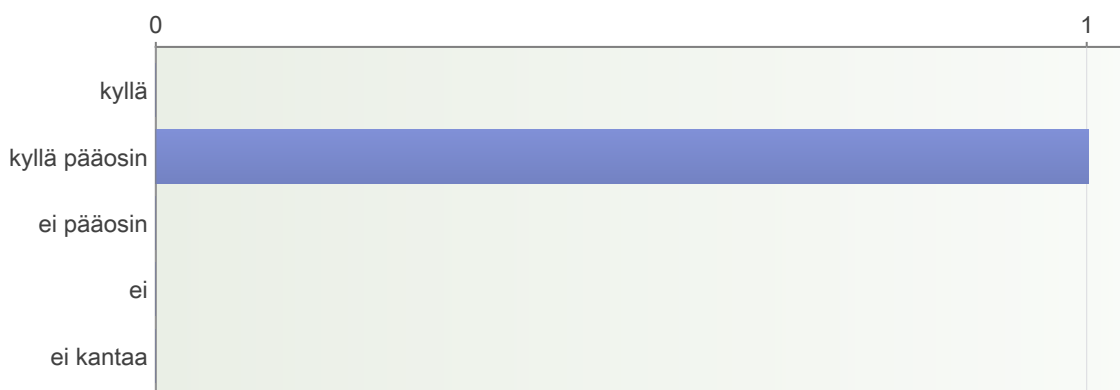 0 1
kyllä
kyllä pääosin
ei pääosin
ei
ei kantaa